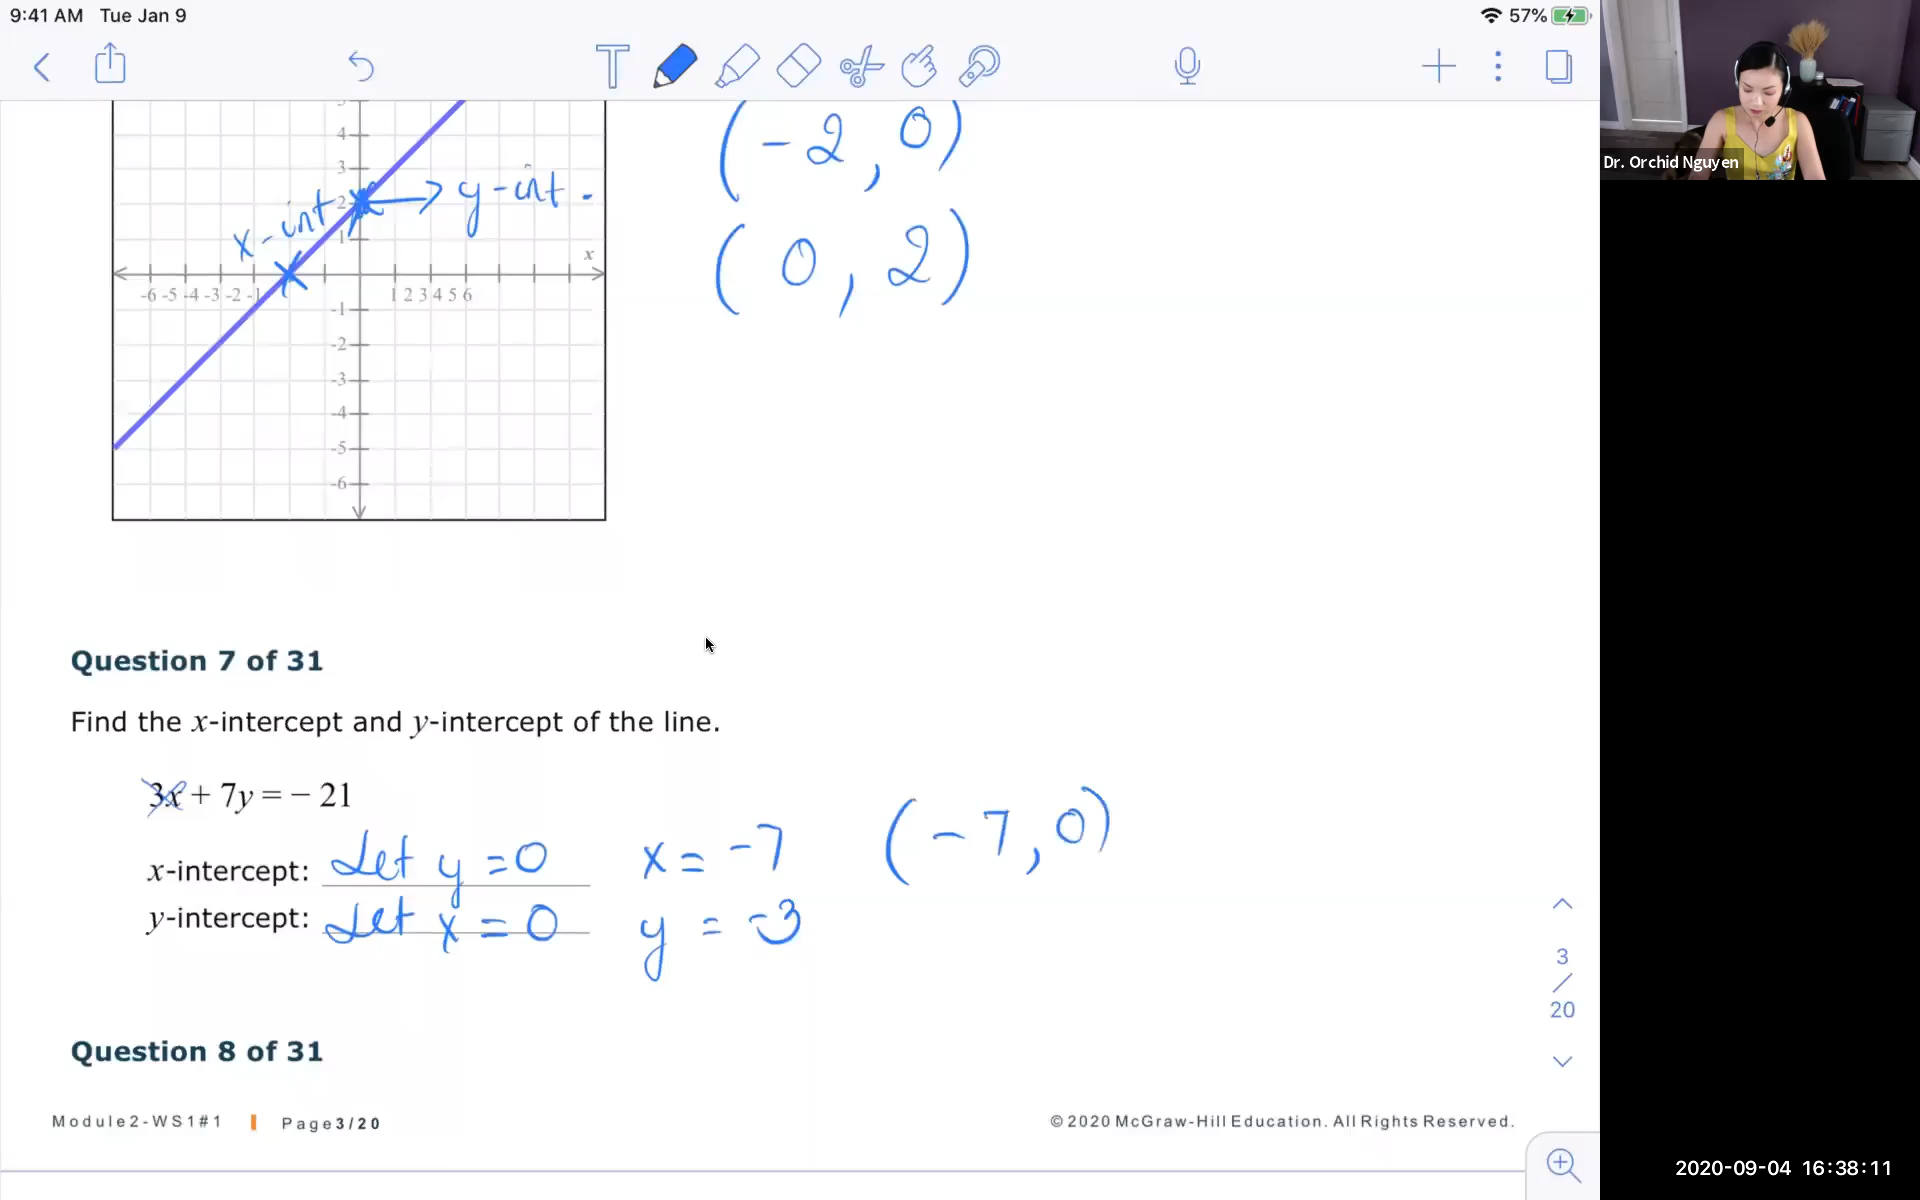 9:41 AM Tue Jan 9
57%
Dr. Orchid Nguyen
(-2, 0)
4
3
2
1
x-int
y-int.
(0, 2)
x
-6 -5 -4 -3 -2 -1 1 2 3 4 5 6
-1
-2
-3
-4
-5
-6
Question 7 of 31
Find the x-intercept and y-intercept of the line.
3x + 7y = − 21
x-intercept: Let y = 0 x = -7 (-7, 0)
y-intercept: Let x = 0 y = -3
3
/
20
Question 8 of 31
Module2-WS1#1 Page3/20
©2020 McGraw-Hill Education. All Rights Reserved.
2020-09-04 16:38:11